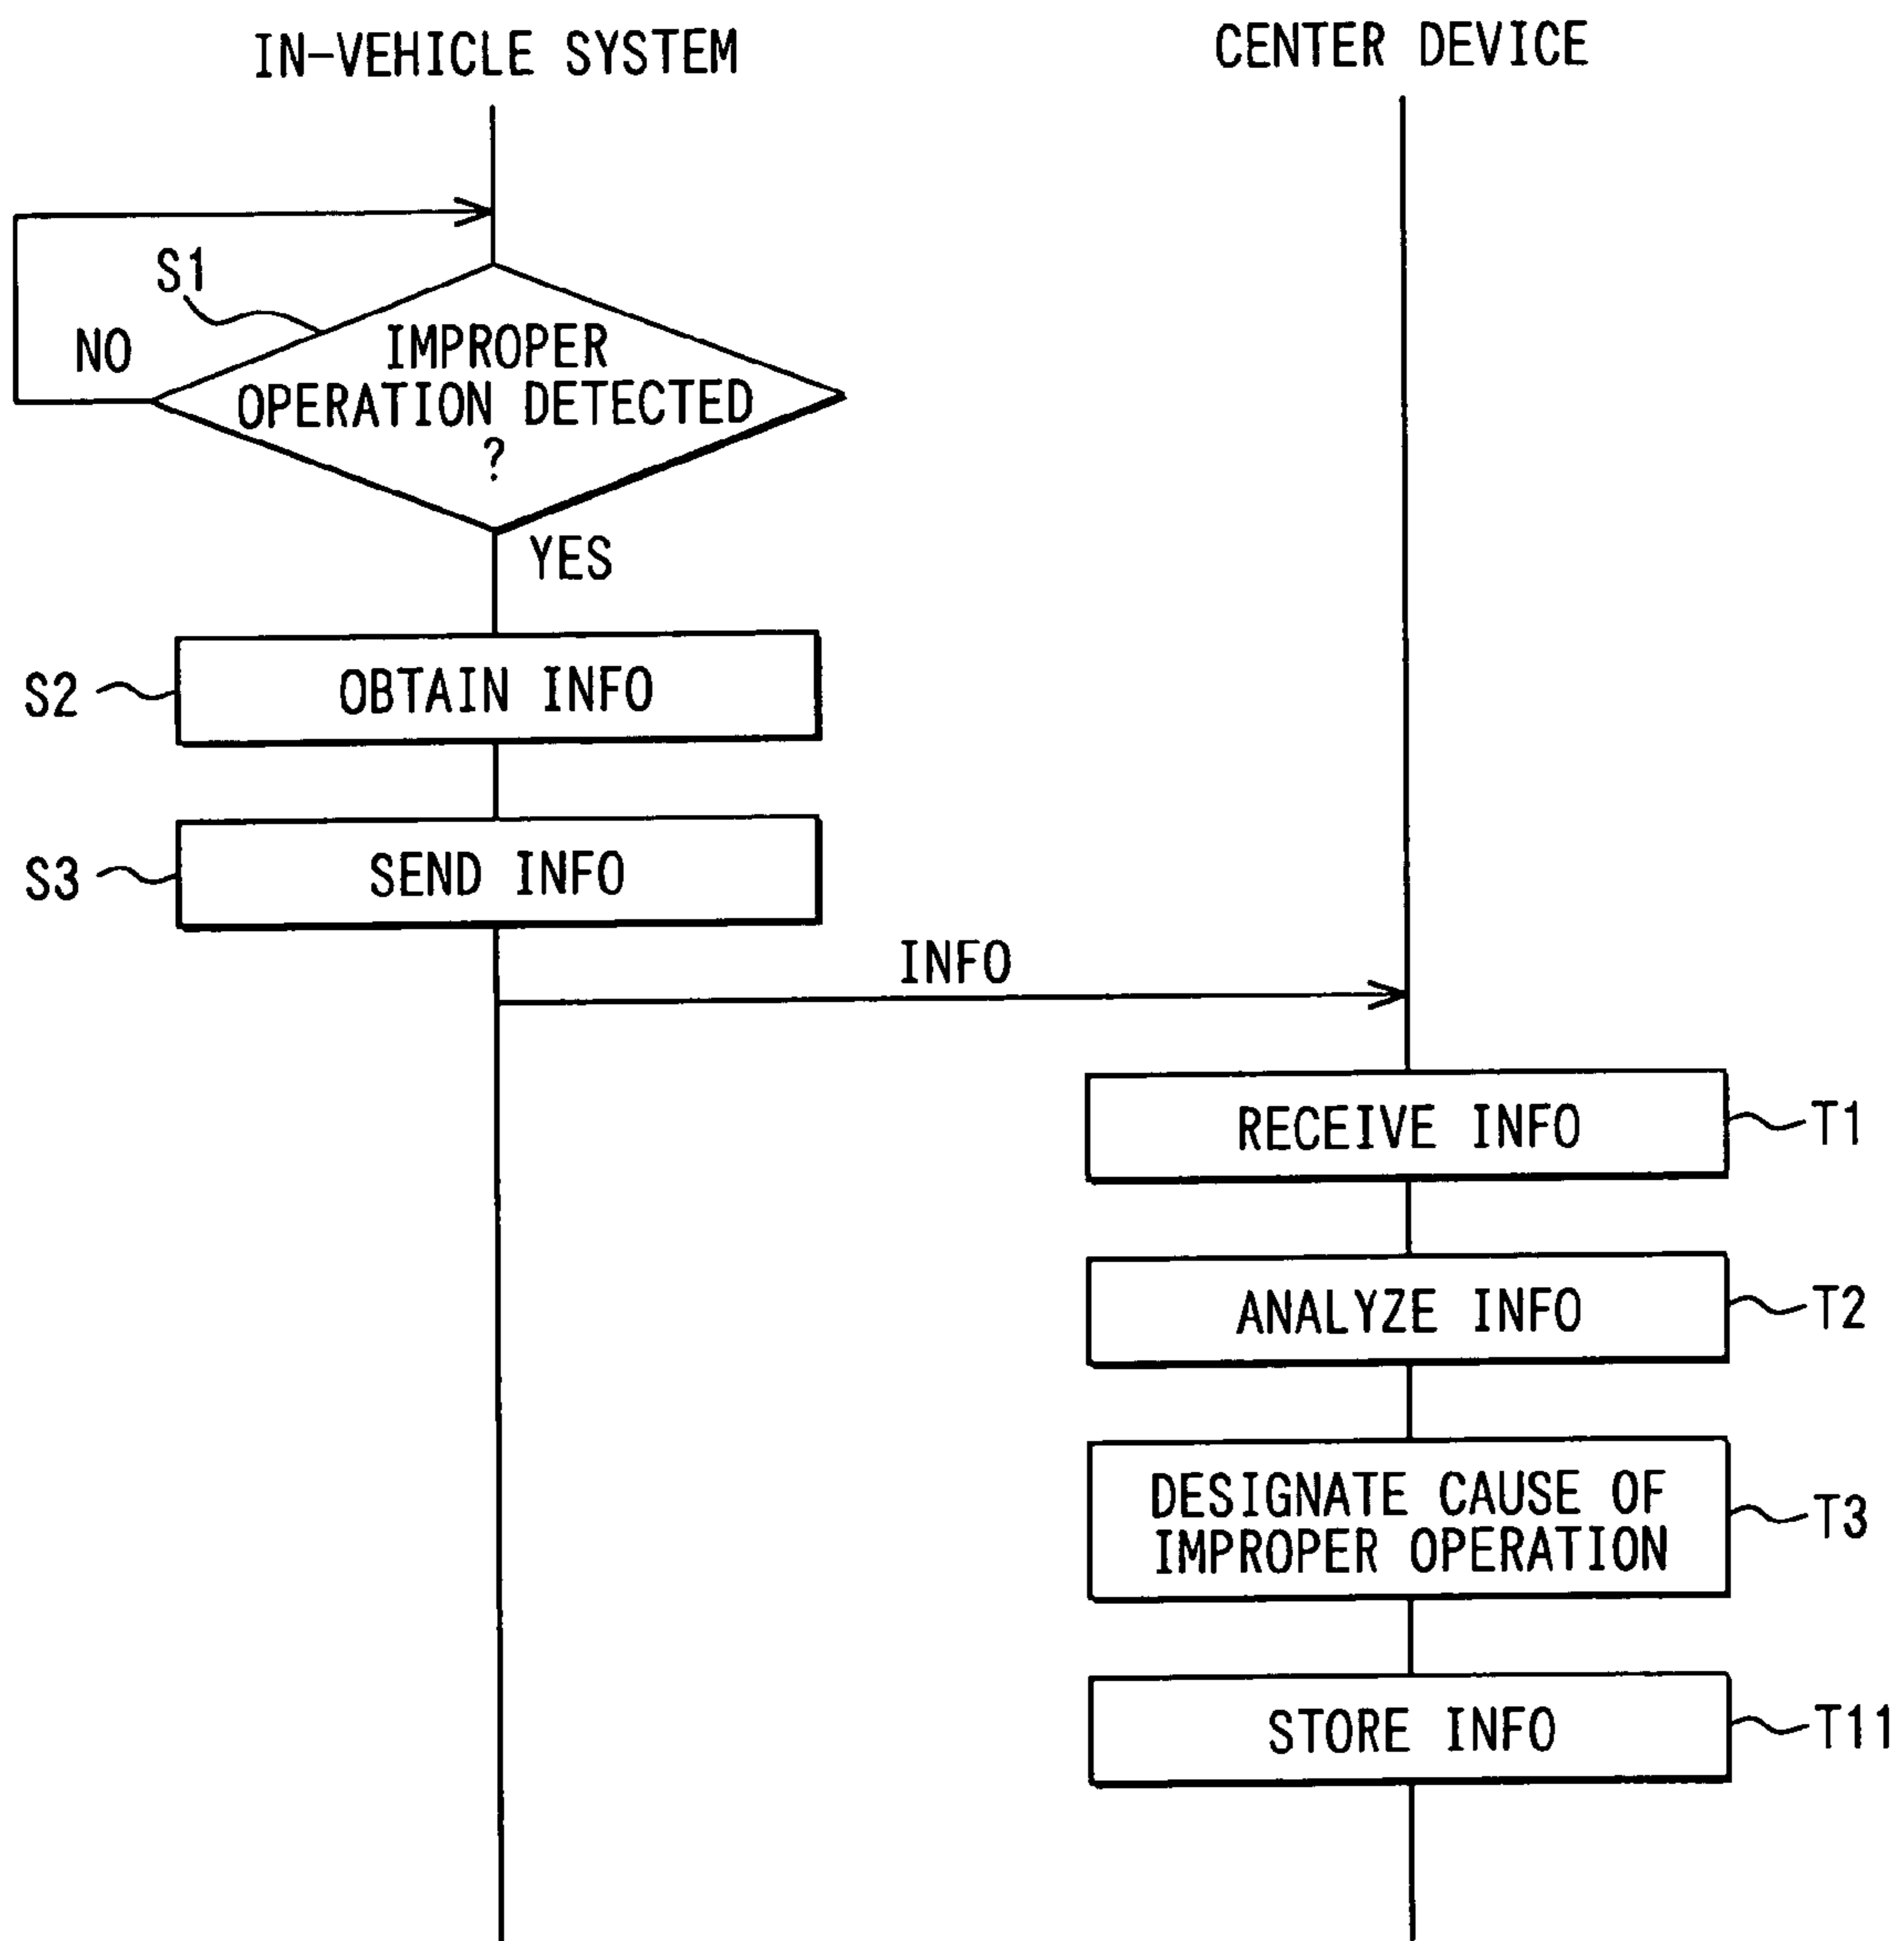 IN-VEHICLE SYSTEM
CENTER DEVICE
S1
NO
IMPROPER
OPERATION DETECTED
?
YES
S2
OBTAIN INFO
S3
SEND INFO
INFO
RECEIVE INFO
T1
ANALYZE INFO
T2
DESIGNATE CAUSE OF
IMPROPER OPERATION
T3
STORE INFO
T11